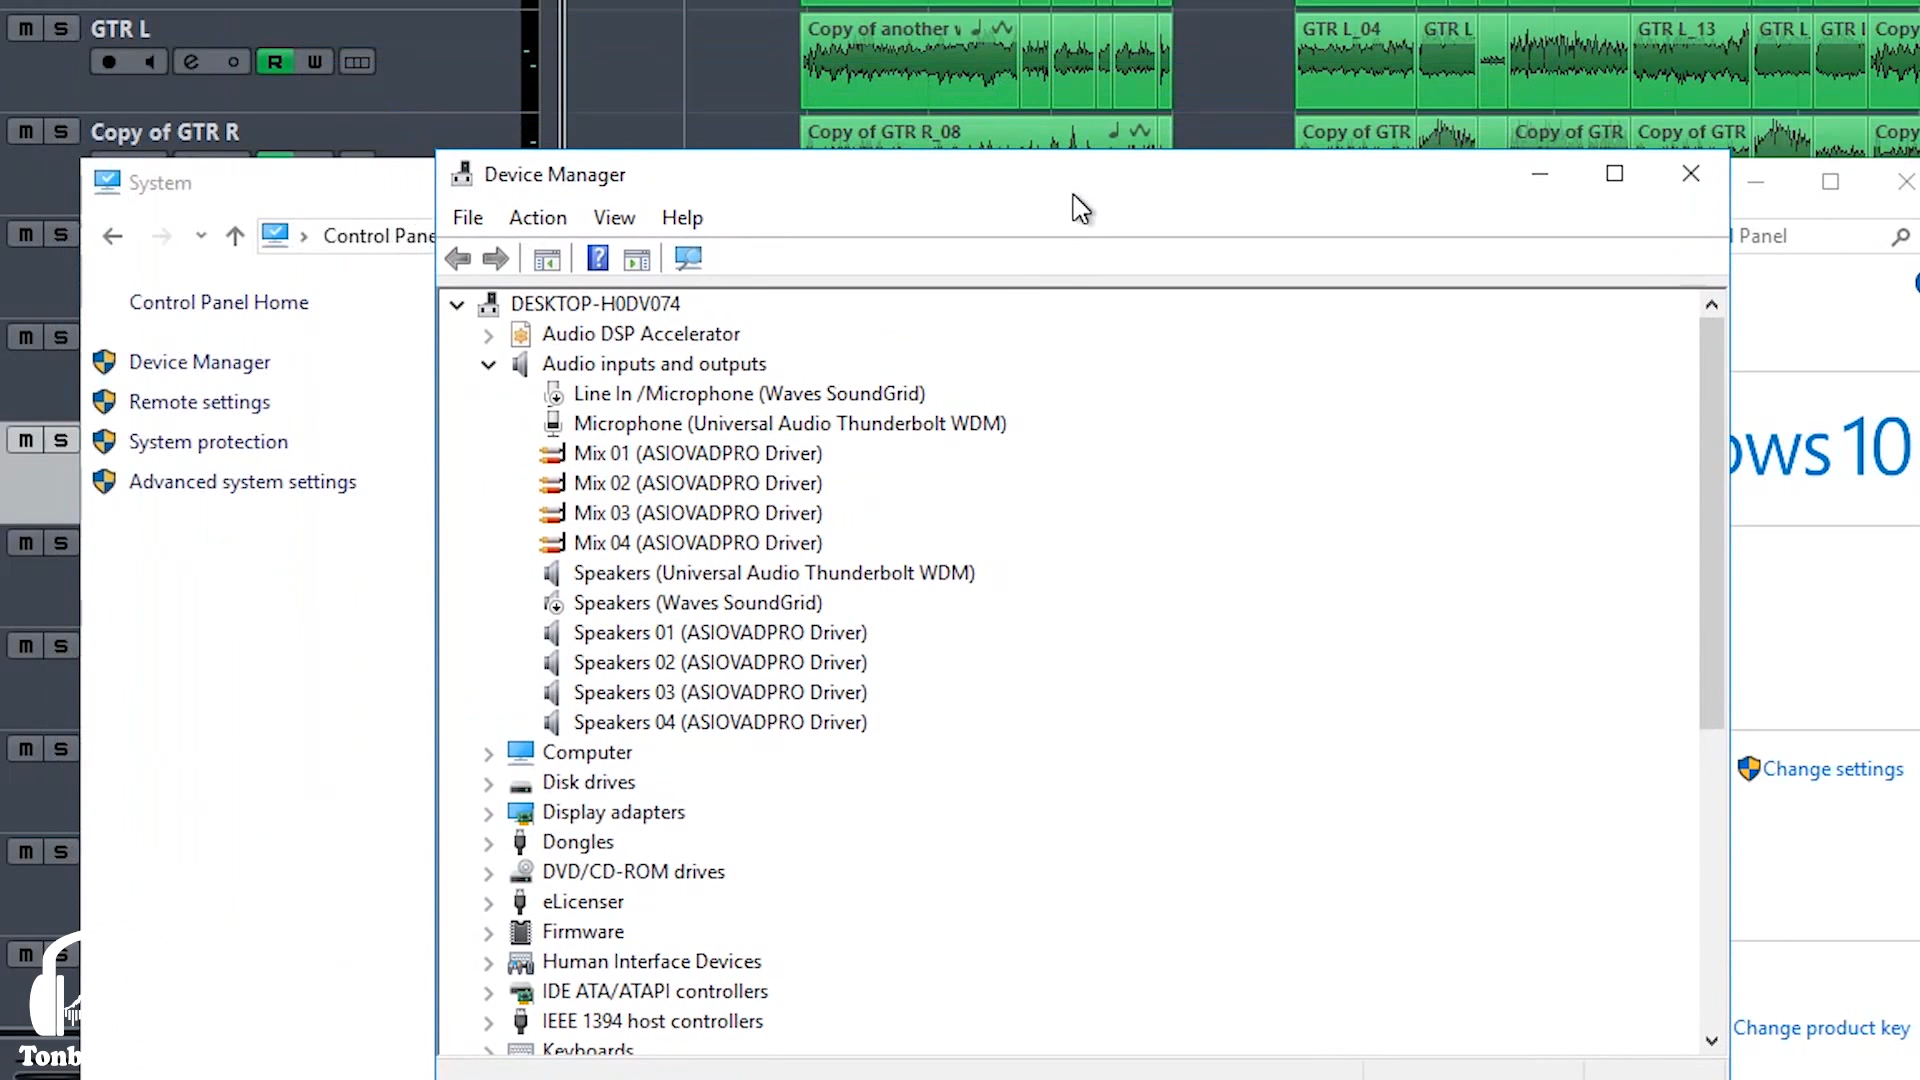 m S GTR L
R W
Copy of another
GTR L_04 GTR L GTR L_13 GTR L GTR Copy
m S Copy of GTR R
Copy of GTR R_08
Copy of GTR Copy of GTR Copy of GTR Copy
System
Control Pane
Control Panel Home
Device Manager
Remote settings
System protection
Advanced system settings
m S
m S
m S
m S
m S
m S
m S
m S
Device Manager
File Action View Help
DESKTOP-H0DV074
Audio DSP Accelerator
Audio inputs and outputs
Line In /Microphone (Waves SoundGrid)
Microphone (Universal Audio Thunderbolt WDM)
Mix 01 (ASIOVADPRO Driver)
Mix 02 (ASIOVADPRO Driver)
Mix 03 (ASIOVADPRO Driver)
Mix 04 (ASIOVADPRO Driver)
Speakers (Universal Audio Thunderbolt WDM)
Speakers (Waves SoundGrid)
Speakers 01 (ASIOVADPRO Driver)
Speakers 02 (ASIOVADPRO Driver)
Speakers 03 (ASIOVADPRO Driver)
Speakers 04 (ASIOVADPRO Driver)
Computer
Disk drives
Display adapters
Dongles
DVD/CD-ROM drives
eLicenser
Firmware
Human Interface Devices
IDE ATA/ATAPI controllers
IEEE 1394 host controllers
Keyboards
Panel
ows 10
Change settings
Change product key
Tonb